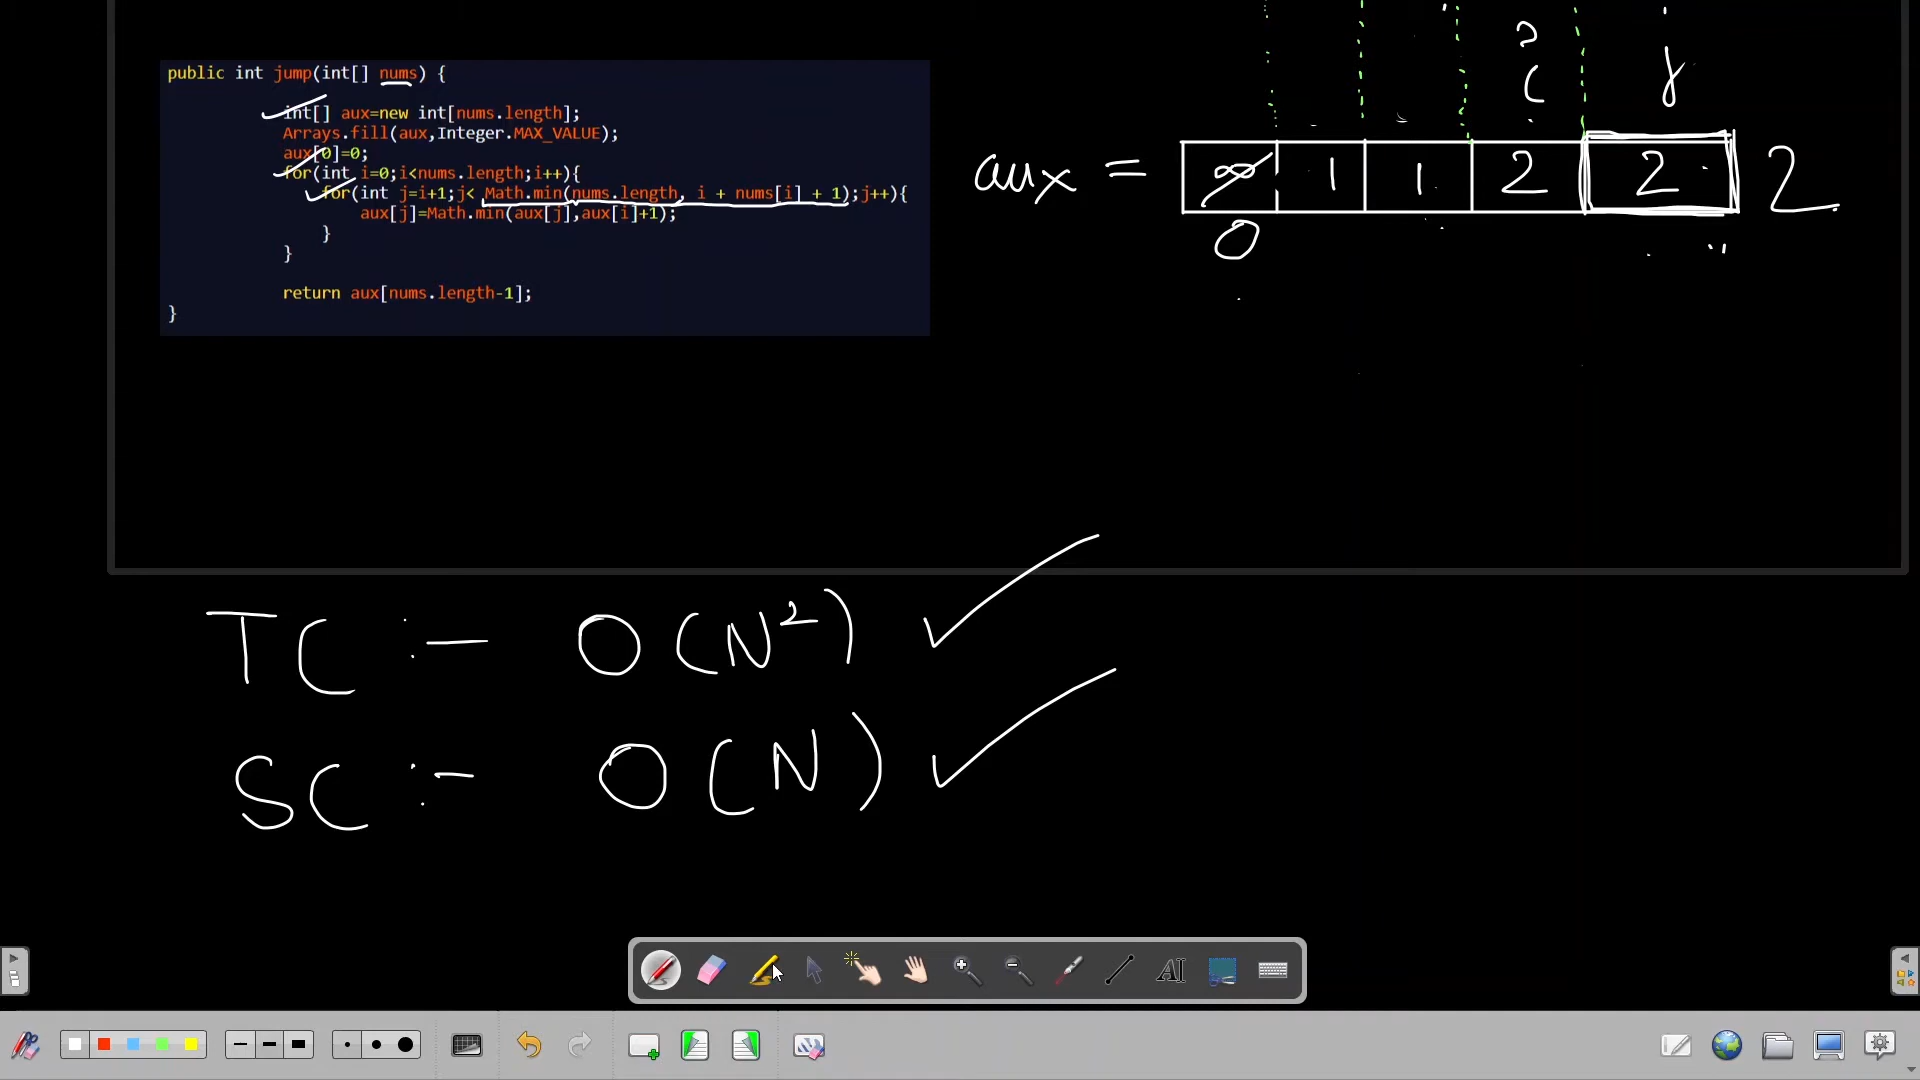 public int jump(int[] nums) {
int[] aux=new int[nums.length];
Arrays.fill(aux,Integer.MAX_VALUE);
aux[0]=0;
for(int i=0;i<nums.length;i++){
for(int j=i+1;j< Math.min(nums.length, i + nums[i] + 1);j++){
aux[j]=Math.min(aux[j],aux[i]+1);
}
}
return aux[nums.length-1];
}
aux = ∞ 1 1 2 2 2
0
TC :- O(N²)
SC :- O(N)
AI